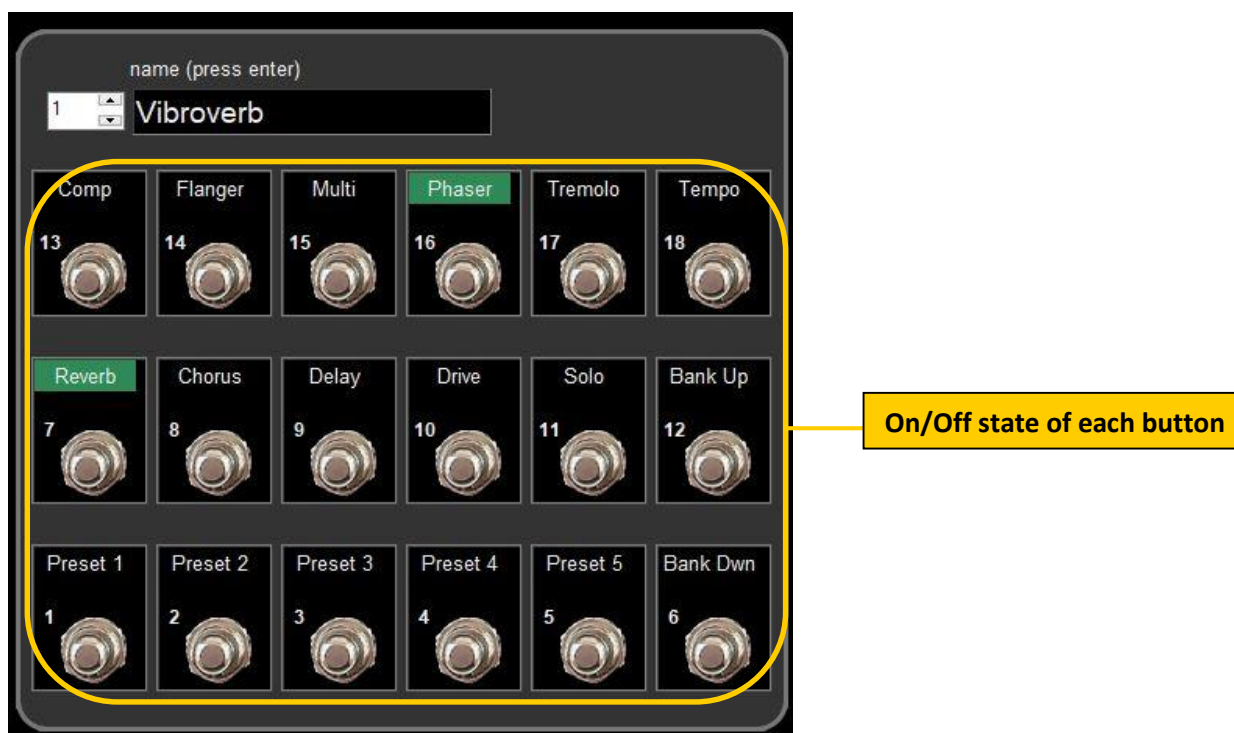 name (press enter)
1 Vibroverb
Comp Flanger Multi Phaser Tremolo Tempo
13 14 15 16 17 18
Reverb Chorus Delay Drive Solo Bank Up
7 8 9 10 11 12
On/Off state of each button
Preset 1 Preset 2 Preset 3 Preset 4 Preset 5 Bank Dwn
1 2 3 4 5 6